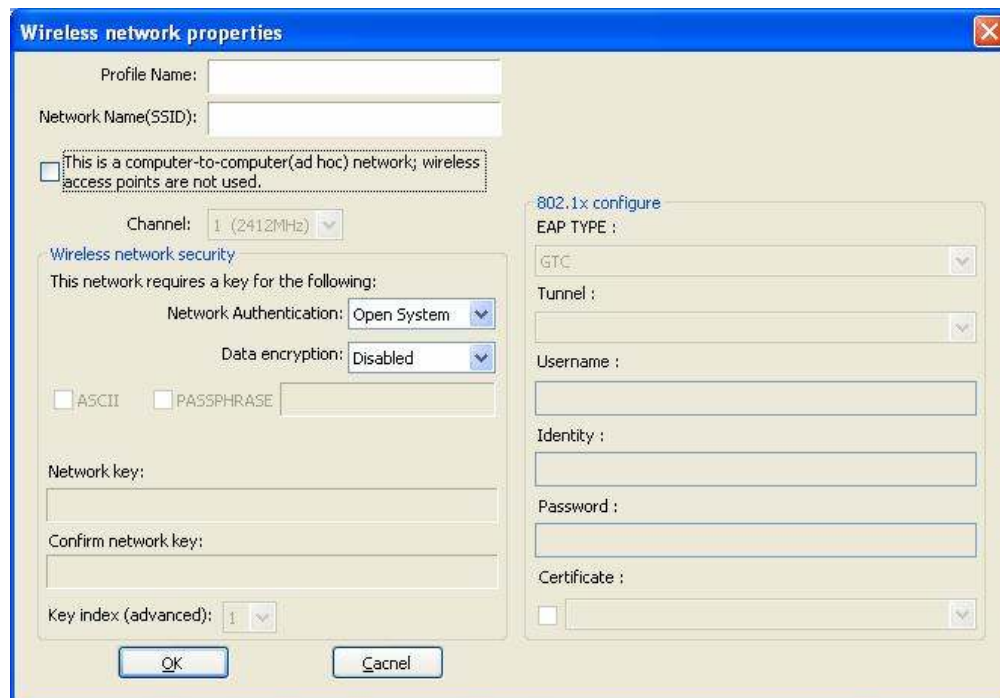 Wireless network properties
Profile Name:
Network Name(SSID):
This is a computer-to-computer(ad hoc) network; wireless
access points are not used.
Channel: 1 (2412MHz)
Wireless network security
This network requires a key for the following:
Network Authentication: Open System
Data encryption: Disabled
ASCII PASSPHRASE
Network key:
Confirm network key:
Key index (advanced): 1
802.1x configure
EAP TYPE :
GTC
Tunnel :
Username :
Identity :
Password :
Certificate :
OK Cacnel